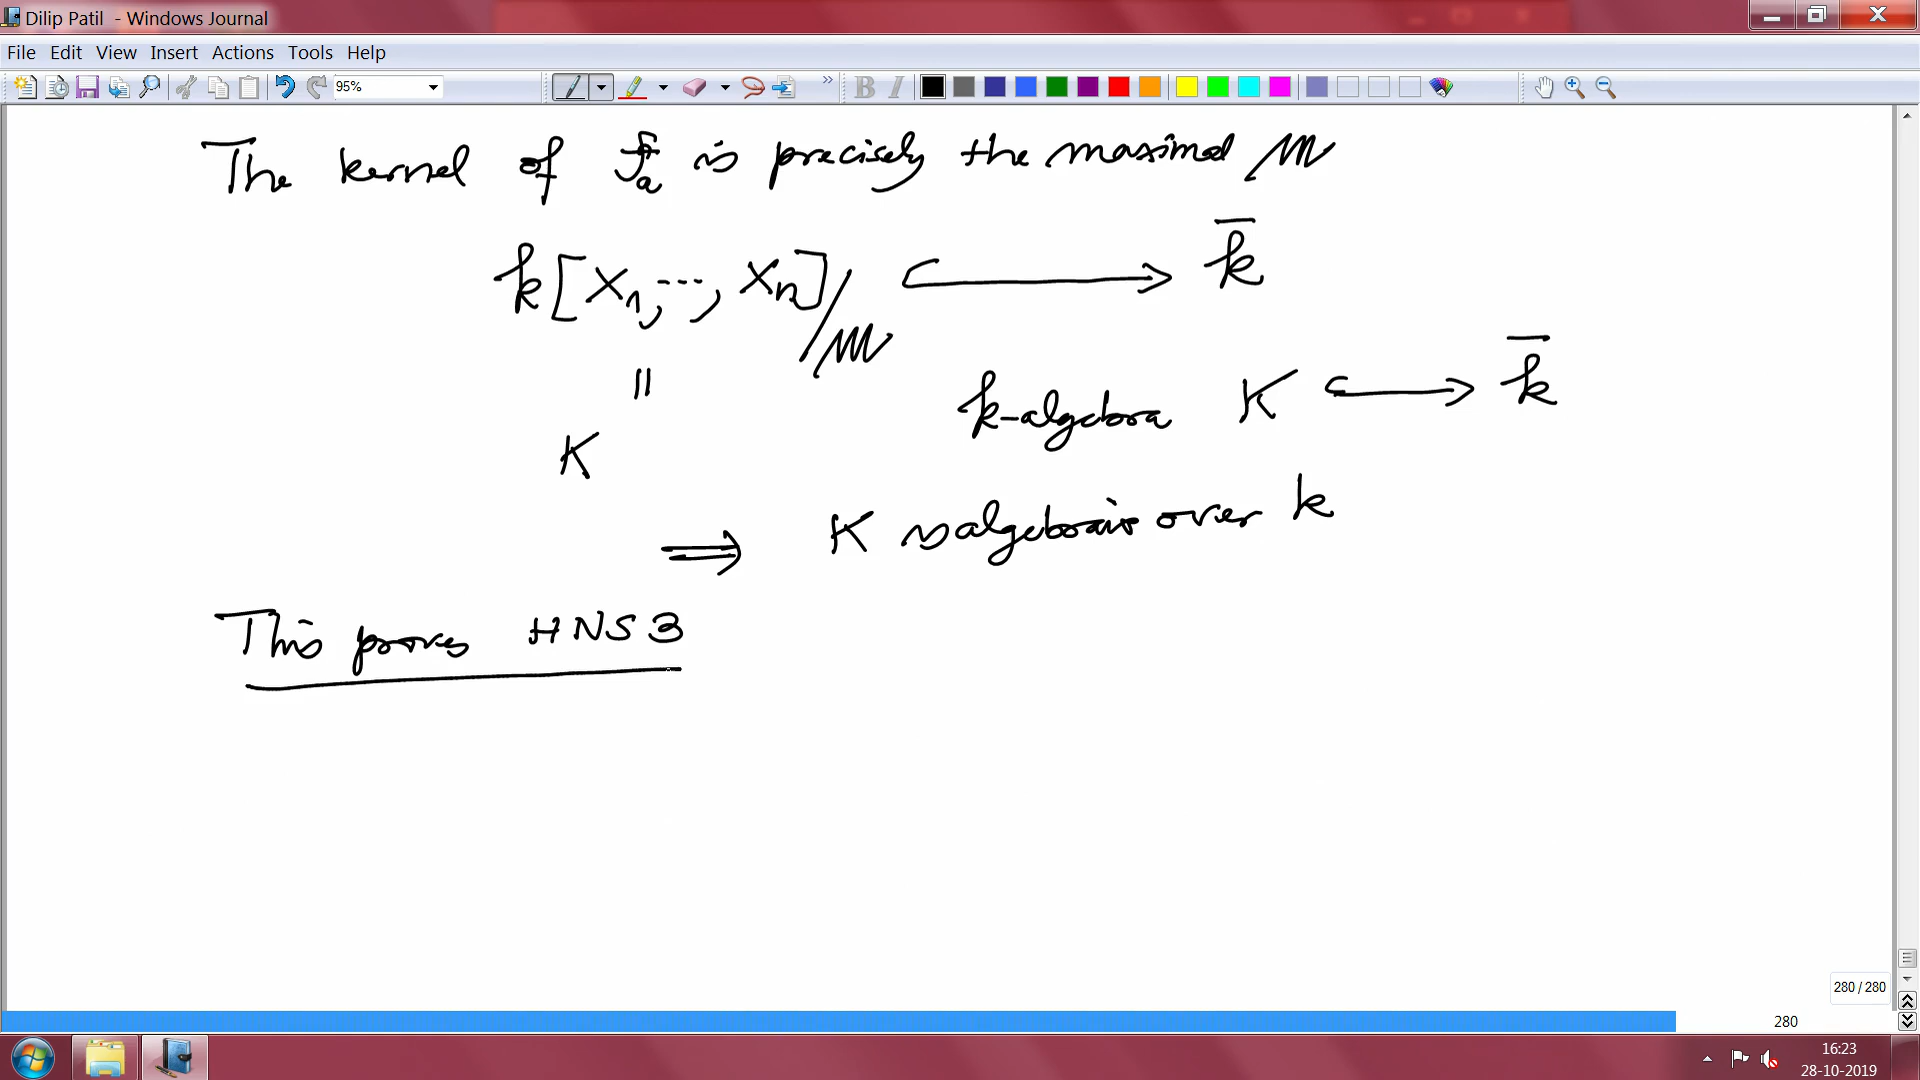 Dilip Patil - Windows Journal
File Edit View Insert Actions Tools Help
95%
The kernel of f_a is precisely the maximal m
k[X_1, ..., X_n]/m ↪ k̄
||
K
k-algebra K ↪ k̄
⇒ K is algebraic over k
This proves HNS 3
280 / 280
280
16:23
28-10-2019